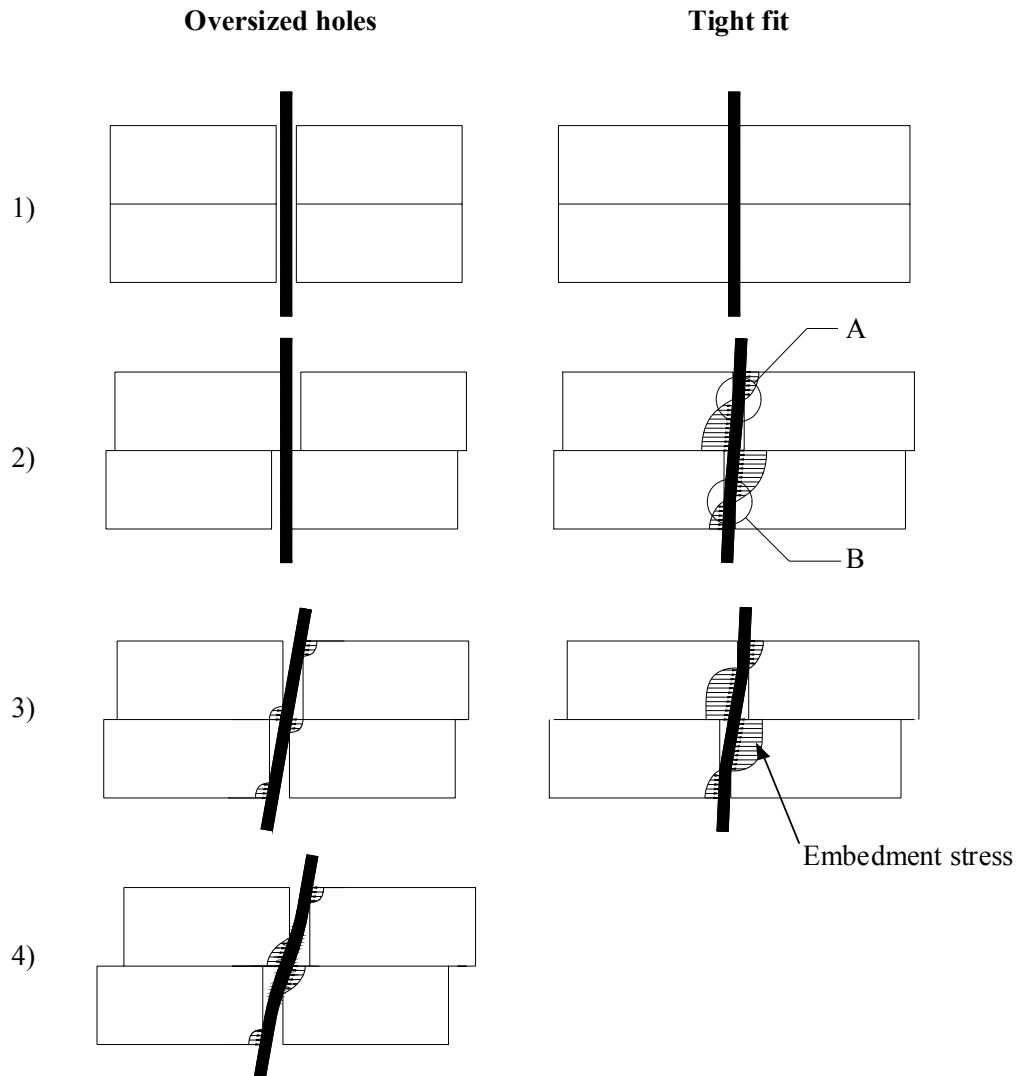 Oversized holes
Tight fit
1)
2)
A
B
3)
Embedment stress
4)